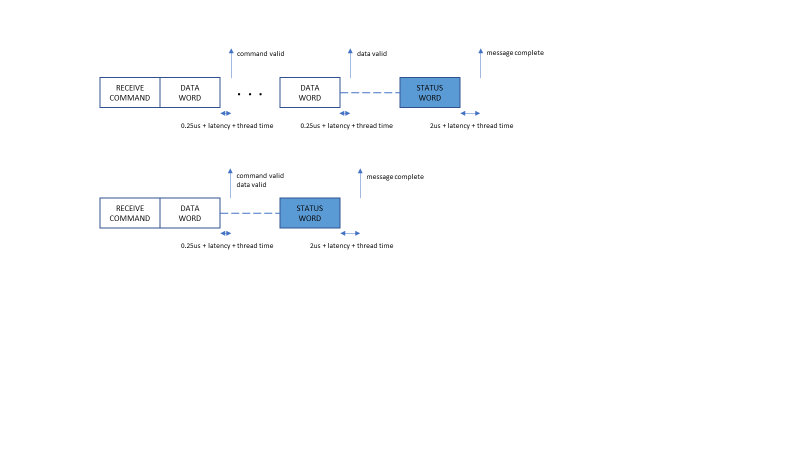 command valid
data valid
message complete
RECEIVE
COMMAND
DATA
WORD
. . .
DATA
WORD
STATUS
WORD
0.25us + latency + thread time
0.25us + latency + thread time
2us + latency + thread time
command valid
data valid
message complete
RECEIVE
COMMAND
DATA
WORD
STATUS
WORD
0.25us + latency + thread time
2us + latency + thread time